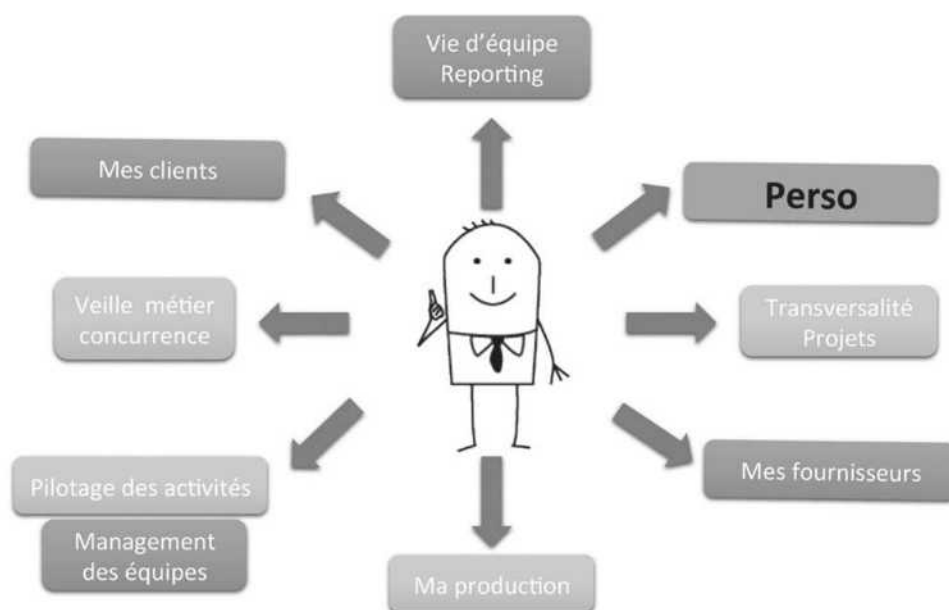 Vie d'équipe
Reporting
Mes clients
Perso
Veille métier
concurrence
Transversalité
Projets
Pilotage des activités
Management
des équipes
Mes fournisseurs
Ma production